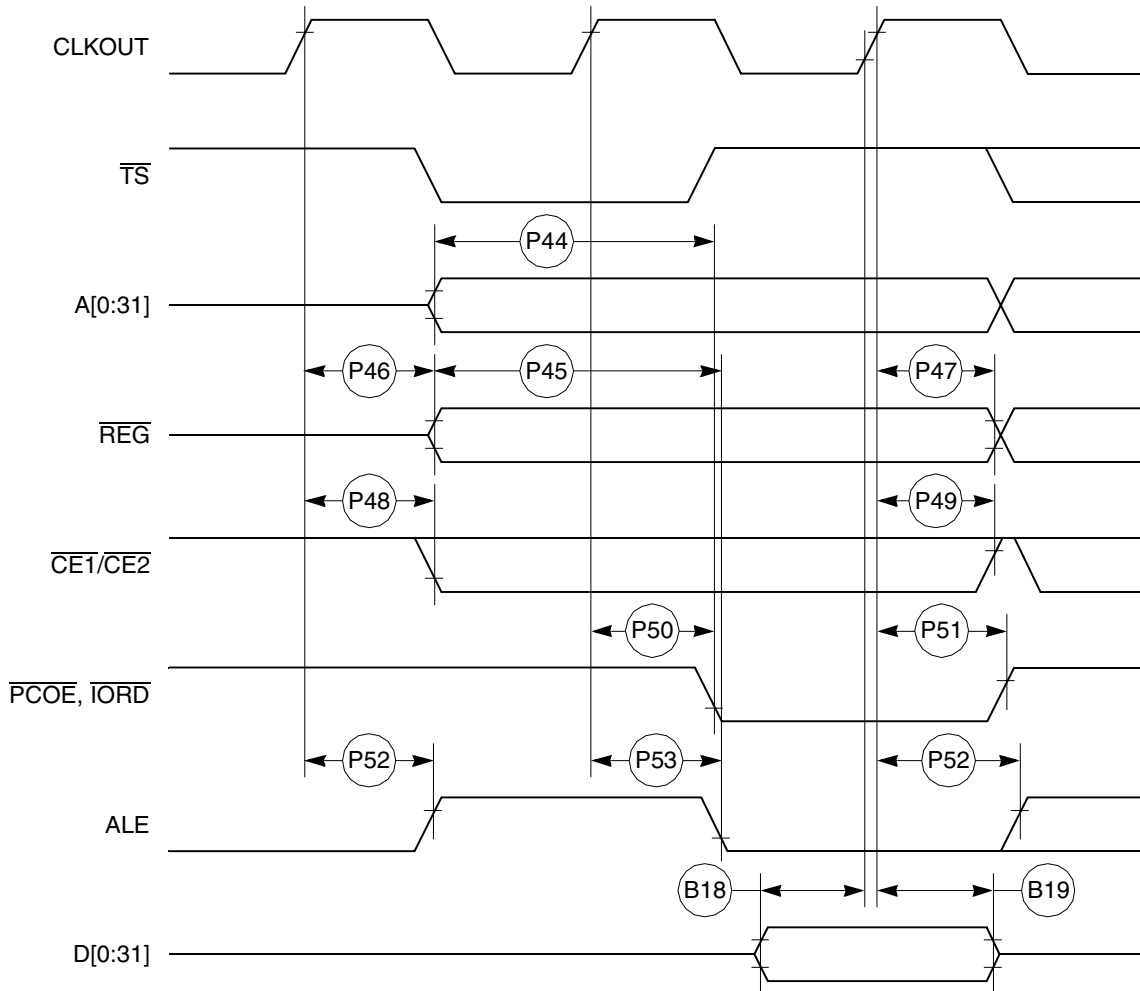 CLKOUT
TS
P44
A[0:31]
P46 P45 P47
REG
P48 P49
CE1/CE2
P50 P51
PCOE, IORD
P52 P53 P52
ALE
B18 B19
D[0:31]